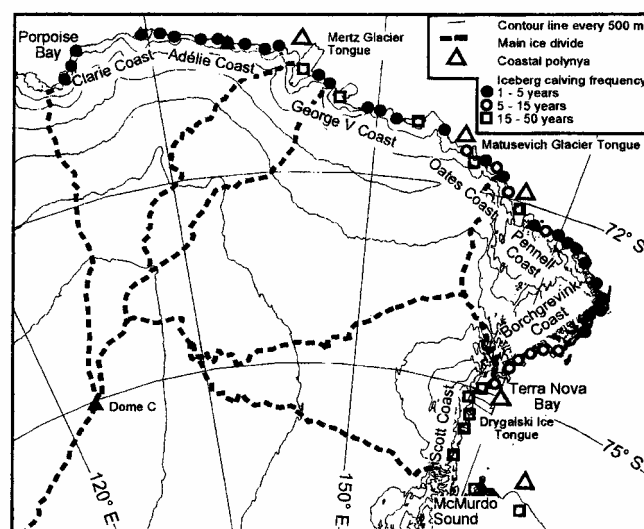 Porpoise
Bay
Clarie Coast
Adélie Coast
Mertz Glacier
Tongue
Contour line every 500 m
Main ice divide
Coastal polynya
Iceberg calving frequency
1 - 5 years
5 - 15 years
15 - 50 years
George V Coast
Matusevich Glacier Tongue
Oates Coast
72° S
Pennell
Coast
Borchgrevink
Coast
Terra Nova
Bay
Dome C
Drygalski Ice
Tongue
Scott Coast
75° S
120° E
150° E
McMurdo
Sound